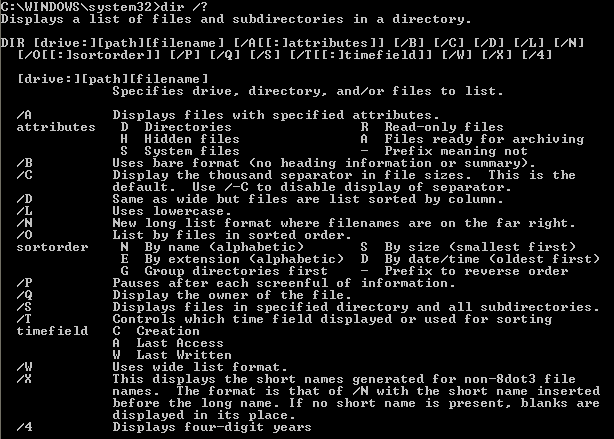 C:\WINDOWS\system32>dir /?
Displays a list of files and subdirectories in a directory.
DIR [drive:][path][filename] [/A[[:]attributes]] [/B] [/C] [/D] [/L] [/N]
[/O[[:]sortorder]] [/P] [/Q] [/S] [/T[[:]timefield]] [/W] [/X] [/4]
[drive:][path][filename]
Specifies drive, directory, and/or files to list.
/A Displays files with specified attributes.
attributes D Directories R Read-only files
H Hidden files A Files ready for archiving
S System files - Prefix meaning not
/B Uses bare format (no heading information or summary).
/C Display the thousand separator in file sizes. This is the
default. Use /-C to disable display of separator.
/D Same as wide but files are list sorted by column.
/L Uses lowercase.
/N New long list format where filenames are on the far right.
/O List by files in sorted order.
sortorder N By name (alphabetic) S By size (smallest first)
E By extension (alphabetic) D By date/time (oldest first)
G Group directories first - Prefix to reverse order
/P Pauses after each screenful of information.
/Q Display the owner of the file.
/S Displays files in specified directory and all subdirectories.
/T Controls which time field displayed or used for sorting
timefield C Creation
A Last Access
W Last Written
/W Uses wide list format.
/X This displays the short names generated for non-8dot3 file
names. The format is that of /N with the short name inserted
before the long name. If no short name is present, blanks are
displayed in its place.
/4 Displays four-digit years